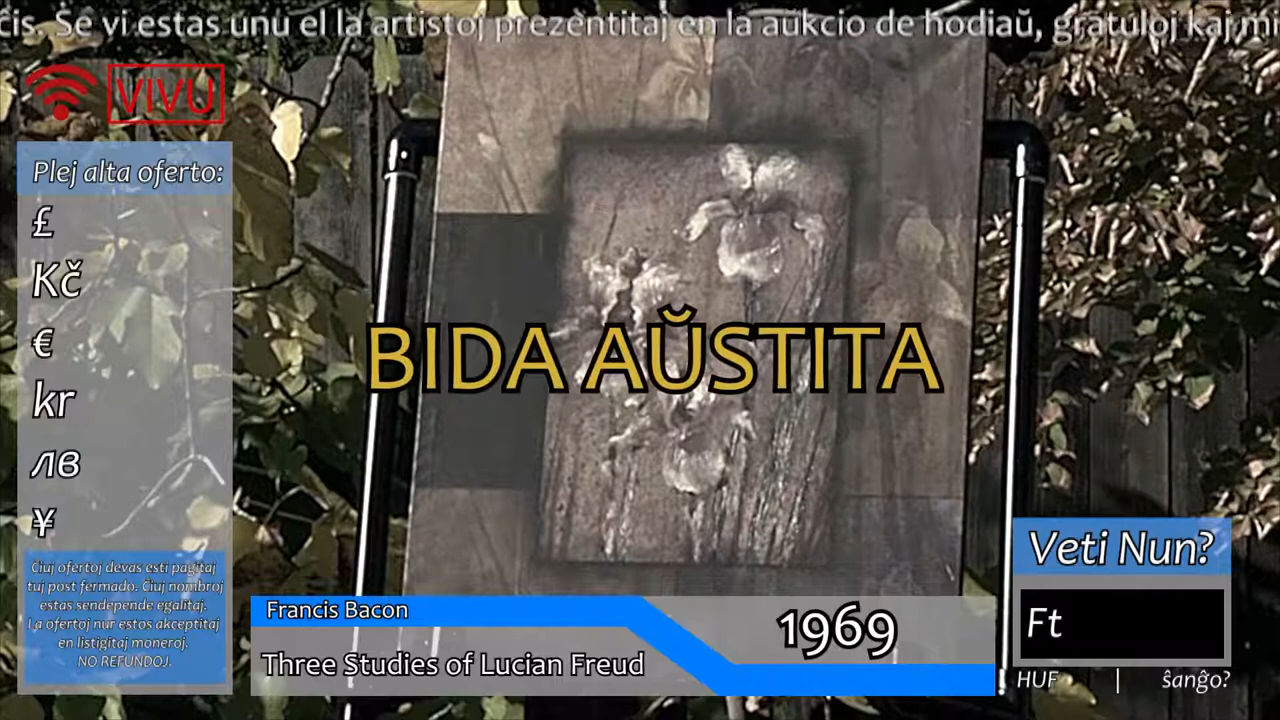 ĉis. Se vi estas unu el la artistoj prezentitaj en la aŭkcio de hodiaŭ, gratuloj kaj mi
VIVU
Plej alta oferto:
£
Kč
€
kr
лв
¥
Ĉiuj ofertoj devas esti pagitaj
tuj post fermado. Ĉiuj nombroj
estas sendepende egalitaj.
La ofertoj nur estos akceptitaj
en listigitaj moneroj.
NO REFUNDOJ.
BIDA AŬSTITA
Francis Bacon
Three Studies of Lucian Freud
1969
Veti Nun?
Ft
HUF | ŝanĝo?